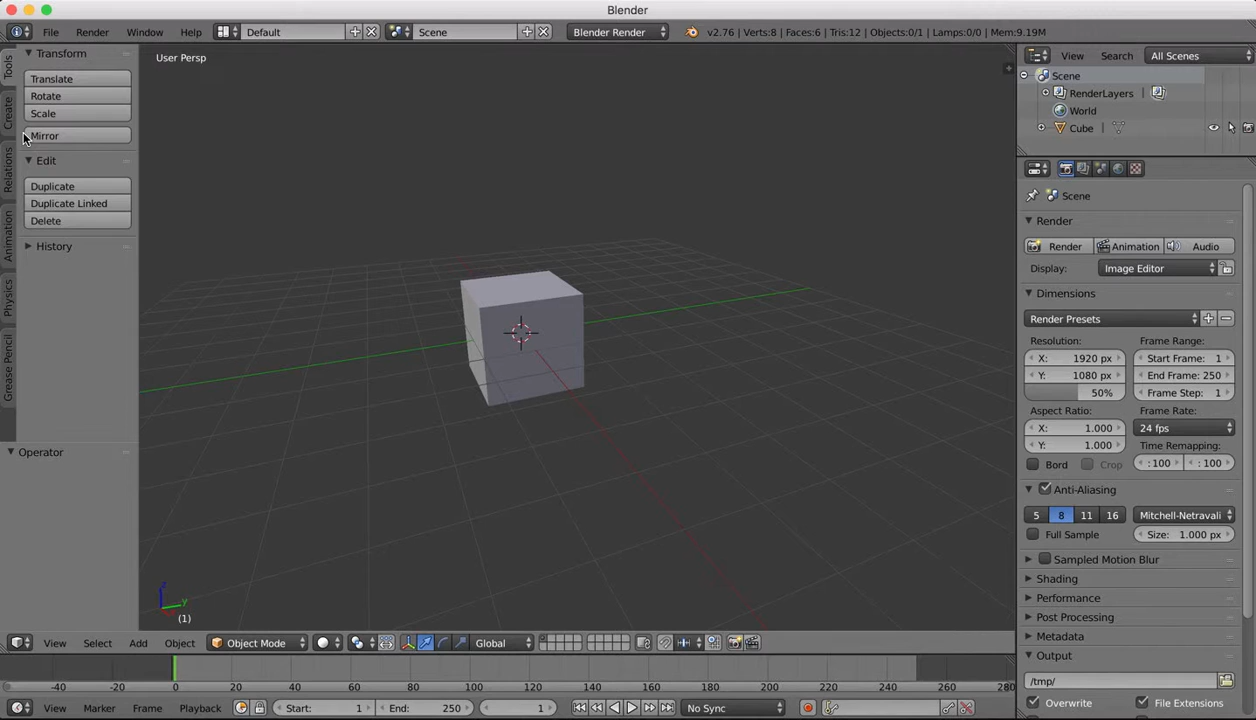 Blender
File Render Window Help Default Scene Blender Render v2.76 | Verts:8 | Faces:6 | Tris:12 | Objects:0/1 | Lamps:0/0 | Mem:9.19M
Tools
Create
Relations
Animation
Physics
Grease Pencil
Transform
Translate
Rotate
Scale
Mirror
Edit
Duplicate
Duplicate Linked
Delete
History
Operator
User Persp
z
y
(1)
View Search All Scenes
Scene
RenderLayers
World
Cube
Scene
Render
Render Animation Audio
Display: Image Editor
Dimensions
Render Presets
Resolution: Frame Range:
X: 1920 px Start Frame: 1
Y: 1080 px End Frame: 250
50% Frame Step: 1
Aspect Ratio: Frame Rate:
X: 1.000 24 fps
Y: 1.000 Time Remapping:
Bord Crop :100 :100
Anti-Aliasing
5 8 11 16 Mitchell-Netravali
Full Sample Size: 1.000 px
Sampled Motion Blur
Shading
Performance
Post Processing
Metadata
Output
/tmp/
Overwrite File Extensions
View Select Add Object Object Mode Global
-40 -20 0 20 40 60 80 100 120 140 160 180 200 220 240 260 280
View Marker Frame Playback Start: 1 End: 250 1 No Sync